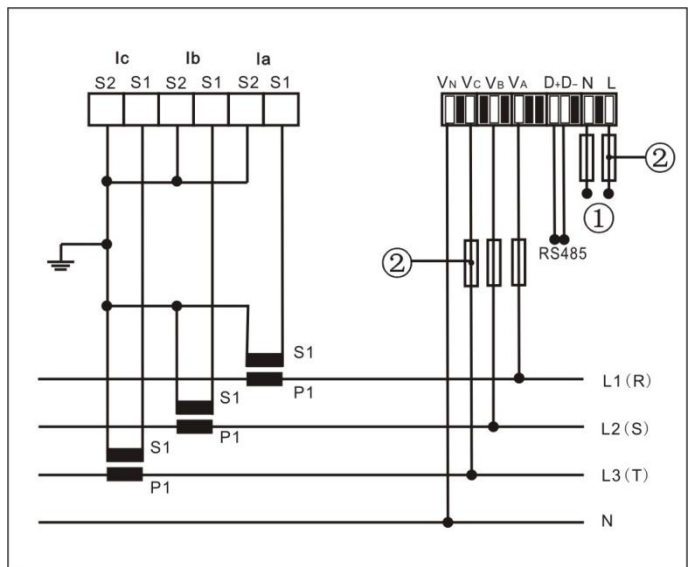 Ic Ib Ia
S2 S1 S2 S1 S2 S1
VN VC VB VA D+ D- N L
②
①
RS485
②
S1
P1
L1(R)
S1
P1
L2(S)
S1
P1
L3(T)
N